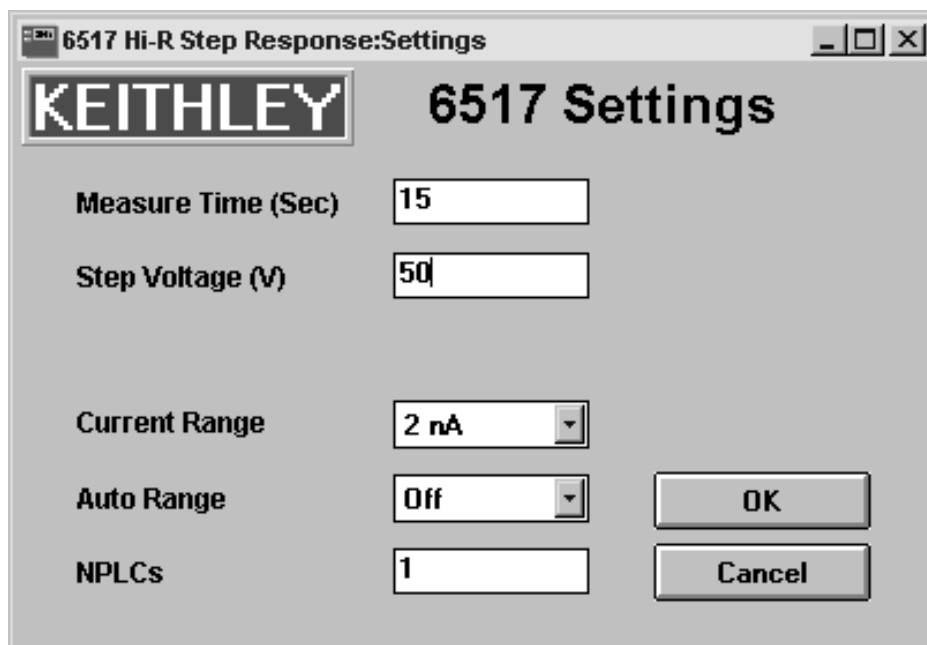 6517 Hi-R Step Response:Settings
KEITHLEY
6517 Settings
Measure Time (Sec) 15
Step Voltage (V) 50
Current Range 2 nA
Auto Range Off
OK
NPLCs 1
Cancel